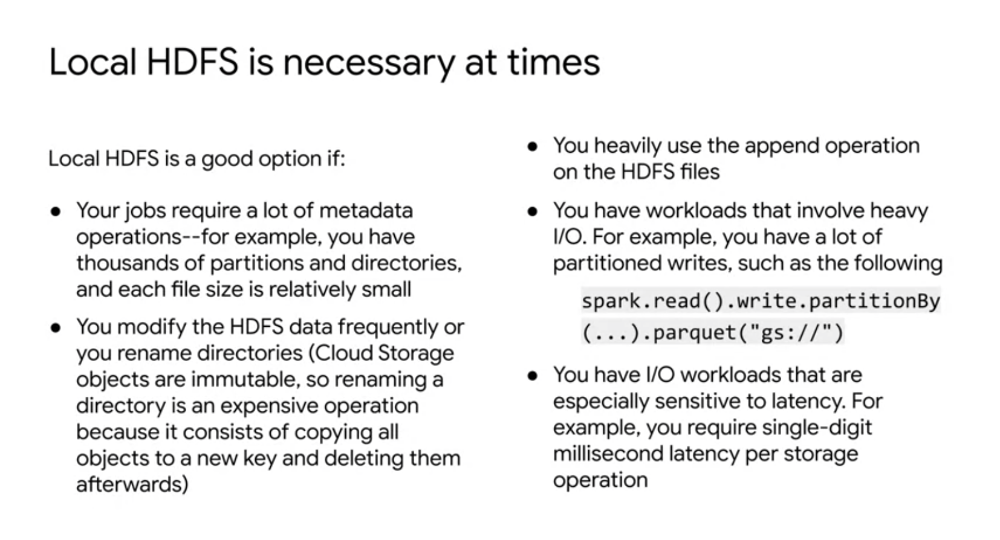 Local HDFS is necessary at times
Local HDFS is a good option if:
● Your jobs require a lot of metadata
operations--for example, you have
thousands of partitions and directories,
and each file size is relatively small
● You modify the HDFS data frequently or
you rename directories (Cloud Storage
objects are immutable, so renaming a
directory is an expensive operation
because it consists of copying all
objects to a new key and deleting them
afterwards)
● You heavily use the append operation
on the HDFS files
● You have workloads that involve heavy
I/O. For example, you have a lot of
partitioned writes, such as the following
spark.read().write.partitionBy
(...).parquet("gs://")
● You have I/O workloads that are
especially sensitive to latency. For
example, you require single-digit
millisecond latency per storage
operation